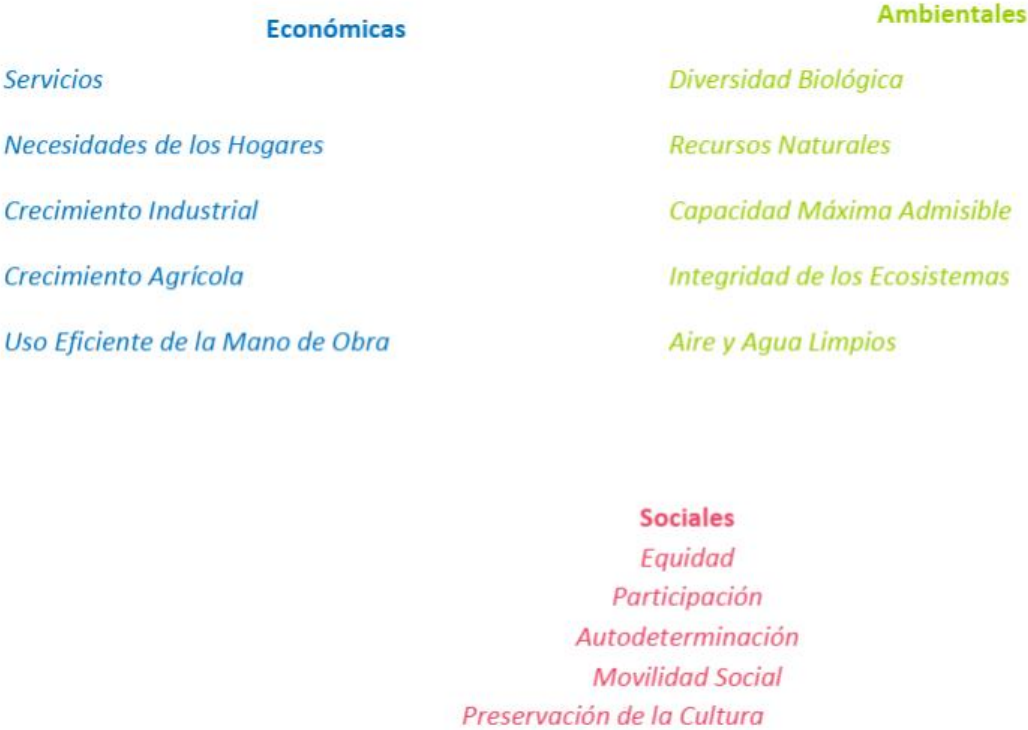 Económicas
Servicios
Necesidades de los Hogares
Crecimiento Industrial
Crecimiento Agrícola
Uso Eficiente de la Mano de Obra
Ambientales
Diversidad Biológica
Recursos Naturales
Capacidad Máxima Admisible
Integridad de los Ecosistemas
Aire y Agua Limpios
Sociales
Equidad
Participación
Autodeterminación
Movilidad Social
Preservación de la Cultura